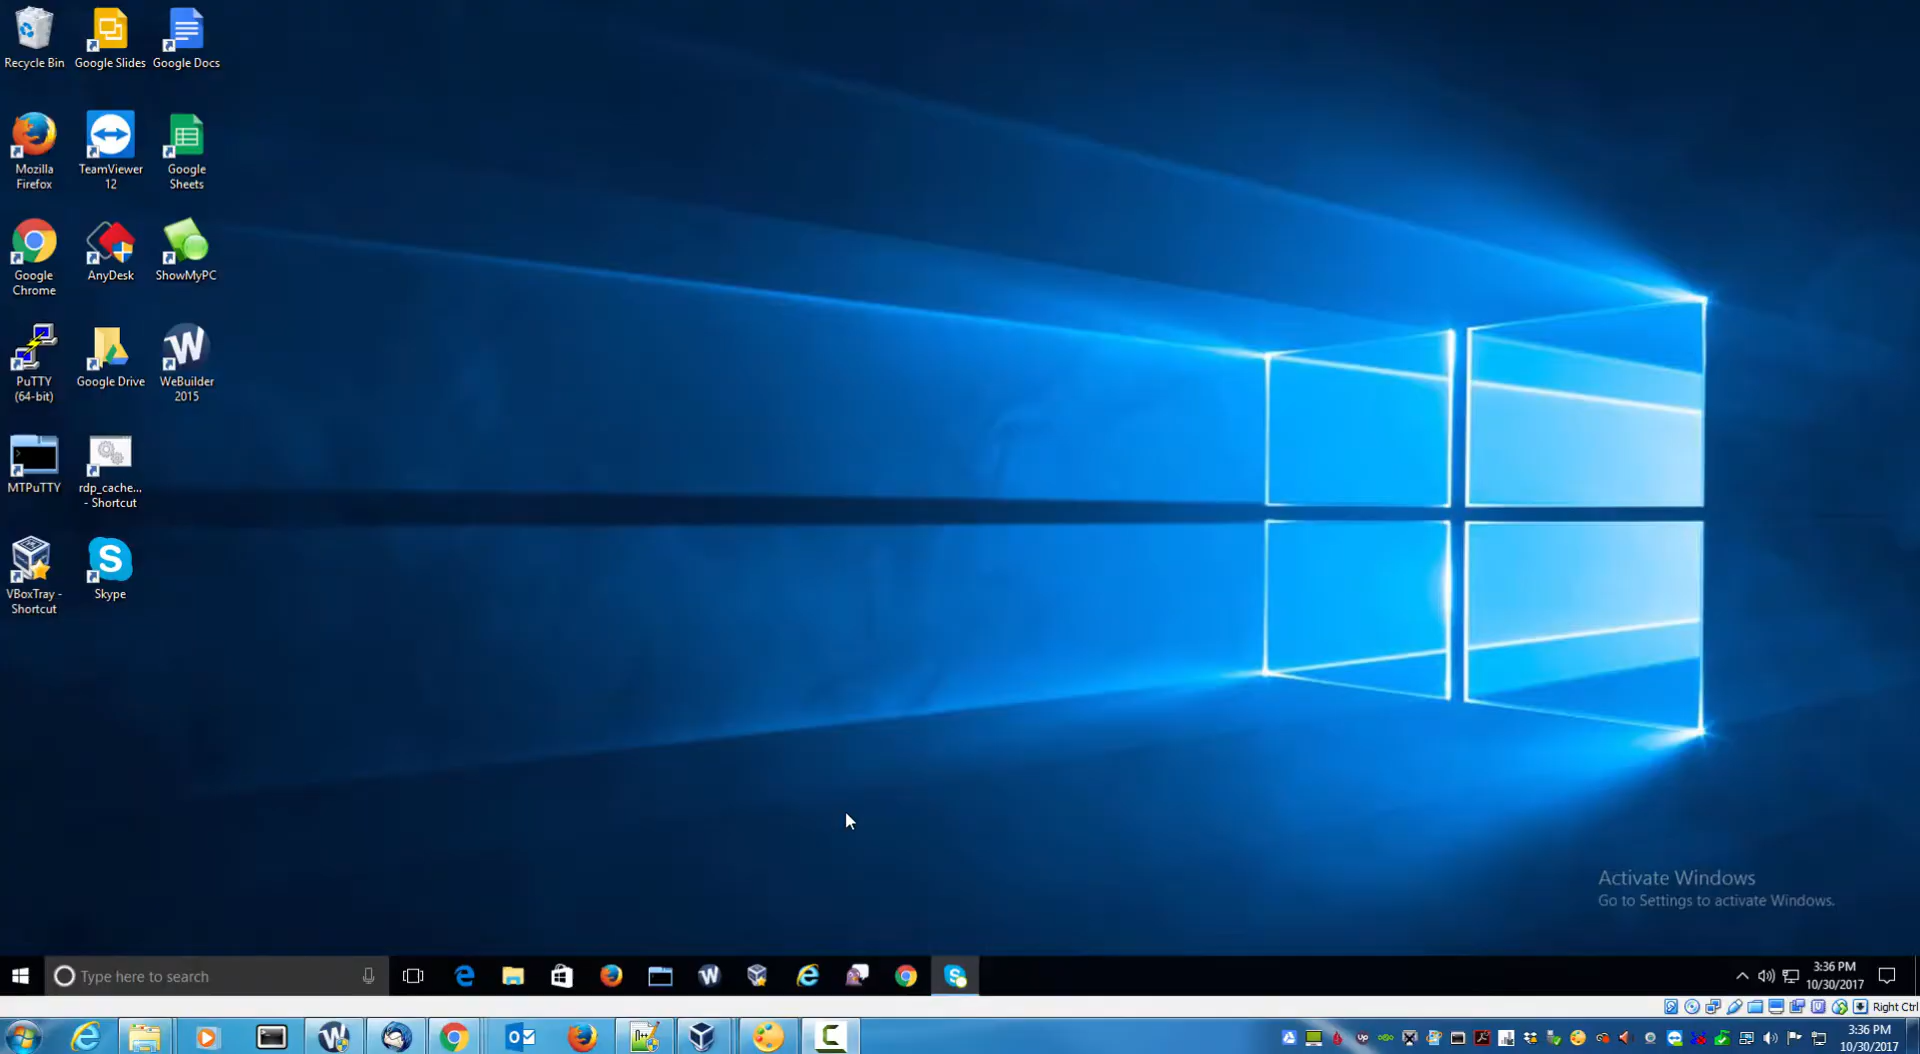 Recycle Bin
Google Slides
Google Docs
Mozilla
Firefox
TeamViewer
12
Google
Sheets
Google
Chrome
AnyDesk
ShowMyPC
PuTTY
(64-bit)
Google Drive
WeBuilder
2015
MTPuTTY
rdp_cache...
- Shortcut
VBoxTray -
Shortcut
Skype
Activate Windows
Go to Settings to activate Windows.
Type here to search
3:36 PM
10/30/2017
Right Ctrl
3:36 PM
10/30/2017